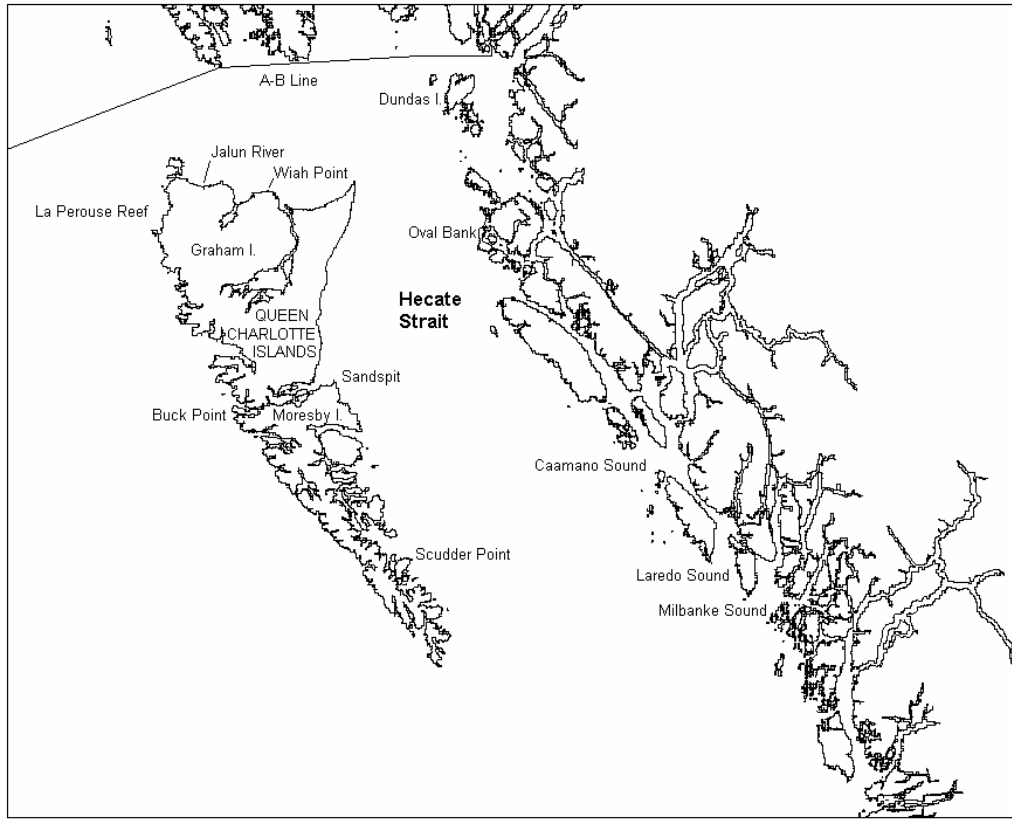 A-B Line
Dundas I.
Jalun River
Wiah Point
La Perouse Reef
Graham I.
Oval Bank
Hecate
Strait
QUEEN
CHARLOTTE
ISLANDS
Sandspit
Buck Point
Moresby I.
Caamano Sound
Scudder Point
Laredo Sound
Milbanke Sound